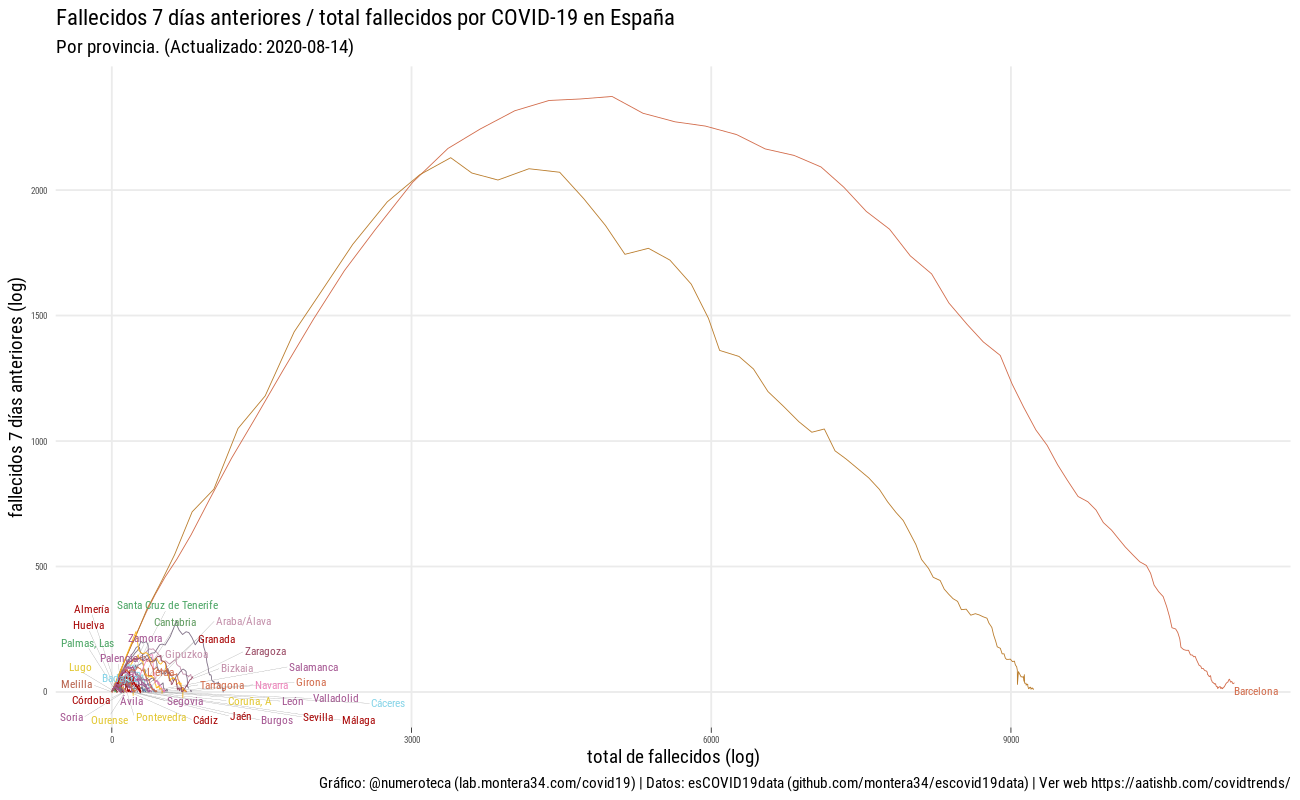 Fallecidos 7 días anteriores / total fallecidos por COVID-19 en España
Por provincia. (Actualizado: 2020-08-14)
fallecidos 7 días anteriores (log)
2000
1500
1000
500
0
Almería
Santa Cruz de Tenerife
Huelva
Cantabria
Araba/Álava
Palmas, Las
Zamora
Granada
Palencia
Gipuzkoa
Zaragoza
Lugo
Lleida
Bizkaia
Salamanca
Melilla
Tarragona
Navarra
Girona
Barcelona
Córdoba
Ávila
Segovia
Coruña, A
León
Valladolid
Cáceres
Soria
Ourense
Pontevedra
Cádiz
Jaén
Burgos
Sevilla
Málaga
0
3000
6000
9000
total de fallecidos (log)
Gráfico: @numeroteca (lab.montera34.com/covid19) | Datos: esCOVID19data (github.com/montera34/escovid19data) | Ver web https://aatishb.com/covidtrends/